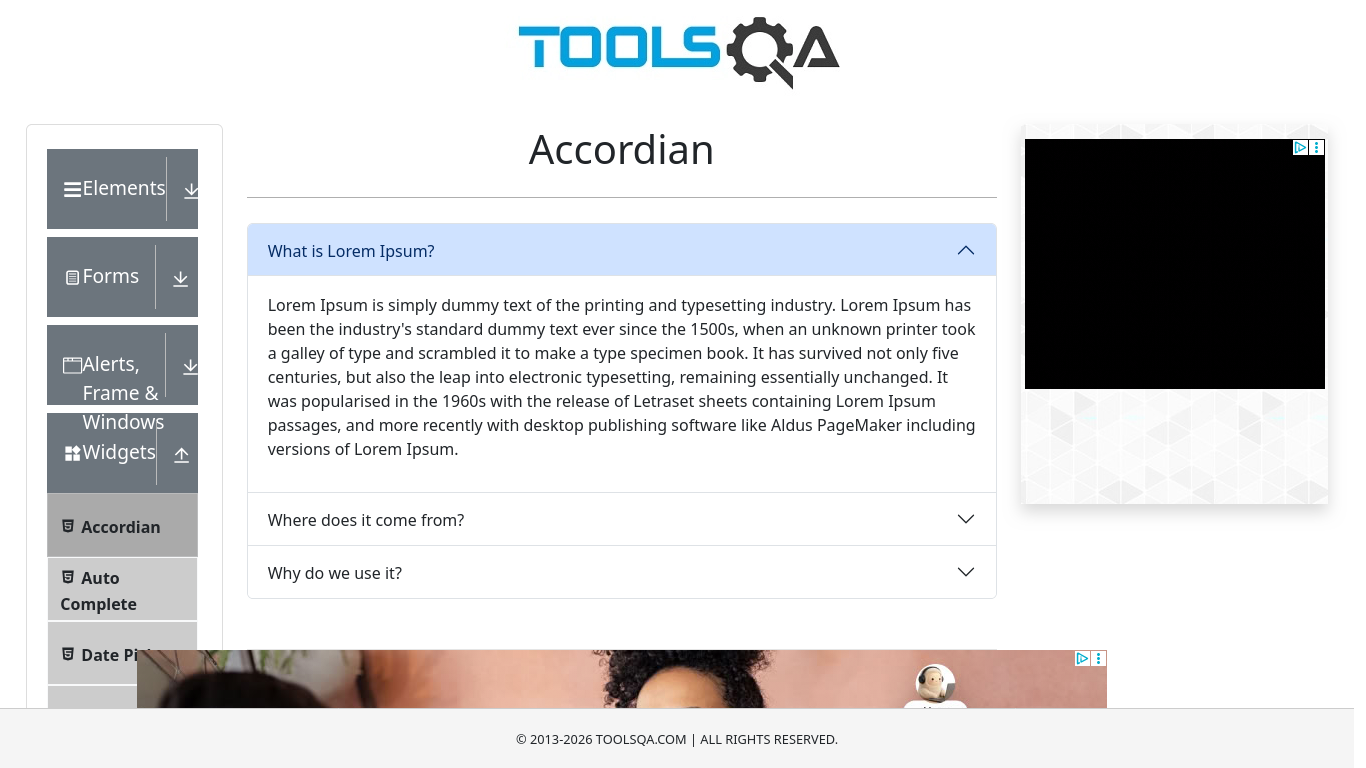 TOOLSQA
Elements
Forms
Alerts,
Frame &
Windows
Widgets
Accordian
Auto
Complete
Date
Accordian
What is Lorem Ipsum?
Lorem Ipsum is simply dummy text of the printing and typesetting industry. Lorem Ipsum has
been the industry's standard dummy text ever since the 1500s, when an unknown printer took
a galley of type and scrambled it to make a type specimen book. It has survived not only five
centuries, but also the leap into electronic typesetting, remaining essentially unchanged. It
was popularised in the 1960s with the release of Letraset sheets containing Lorem Ipsum
passages, and more recently with desktop publishing software like Aldus PageMaker including
versions of Lorem Ipsum.
Where does it come from?
Why do we use it?
© 2013-2026 TOOLSQA.COM | ALL RIGHTS RESERVED.